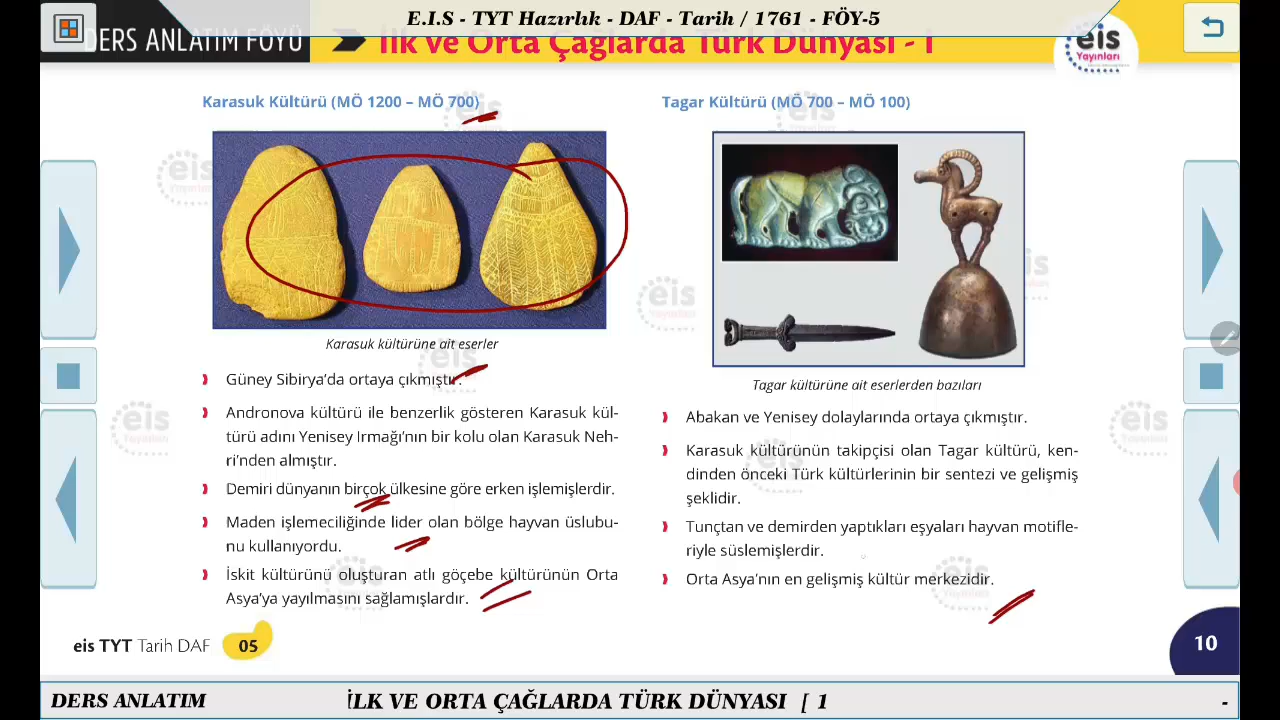 E.I.S - TYT Hazırlık - DAF - Tarih / 1761 - FÖY-5
DERS ANLATIM FÖYÜ
İlk ve Orta Çağlarda Türk Dünyası - I
eis
Yayınları
Karasuk Kültürü (MÖ 1200 – MÖ 700)
Karasuk kültürüne ait eserler
Güney Sibirya’da ortaya çıkmıştır.
Andronova kültürü ile benzerlik gösteren Karasuk kül-
türü adını Yenisey Irmağı’nın bir kolu olan Karasuk Neh-
ri’nden almıştır.
Demiri dünyanın birçok ülkesine göre erken işlemişlerdir.
Maden işlemeciliğinde lider olan bölge hayvan üslubu-
nu kullanıyordu.
İskit kültürünü oluşturan atlı göçebe kültürünün Orta
Asya’ya yayılmasını sağlamışlardır.
Tagar Kültürü (MÖ 700 – MÖ 100)
Tagar kültürüne ait eserlerden bazıları
Abakan ve Yenisey dolaylarında ortaya çıkmıştır.
Karasuk kültürünün takipçisi olan Tagar kültürü, ken-
dinden önceki Türk kültürlerinin bir sentezi ve gelişmiş
şeklidir.
Tunçtan ve demirden yaptıkları eşyaları hayvan motifle-
riyle süslemişlerdir.
Orta Asya’nın en gelişmiş kültür merkezidir.
eis TYT Tarih DAF 05
10
DERS ANLATIM İLK VE ORTA ÇAĞLARDA TÜRK DÜNYASI [ 1 -